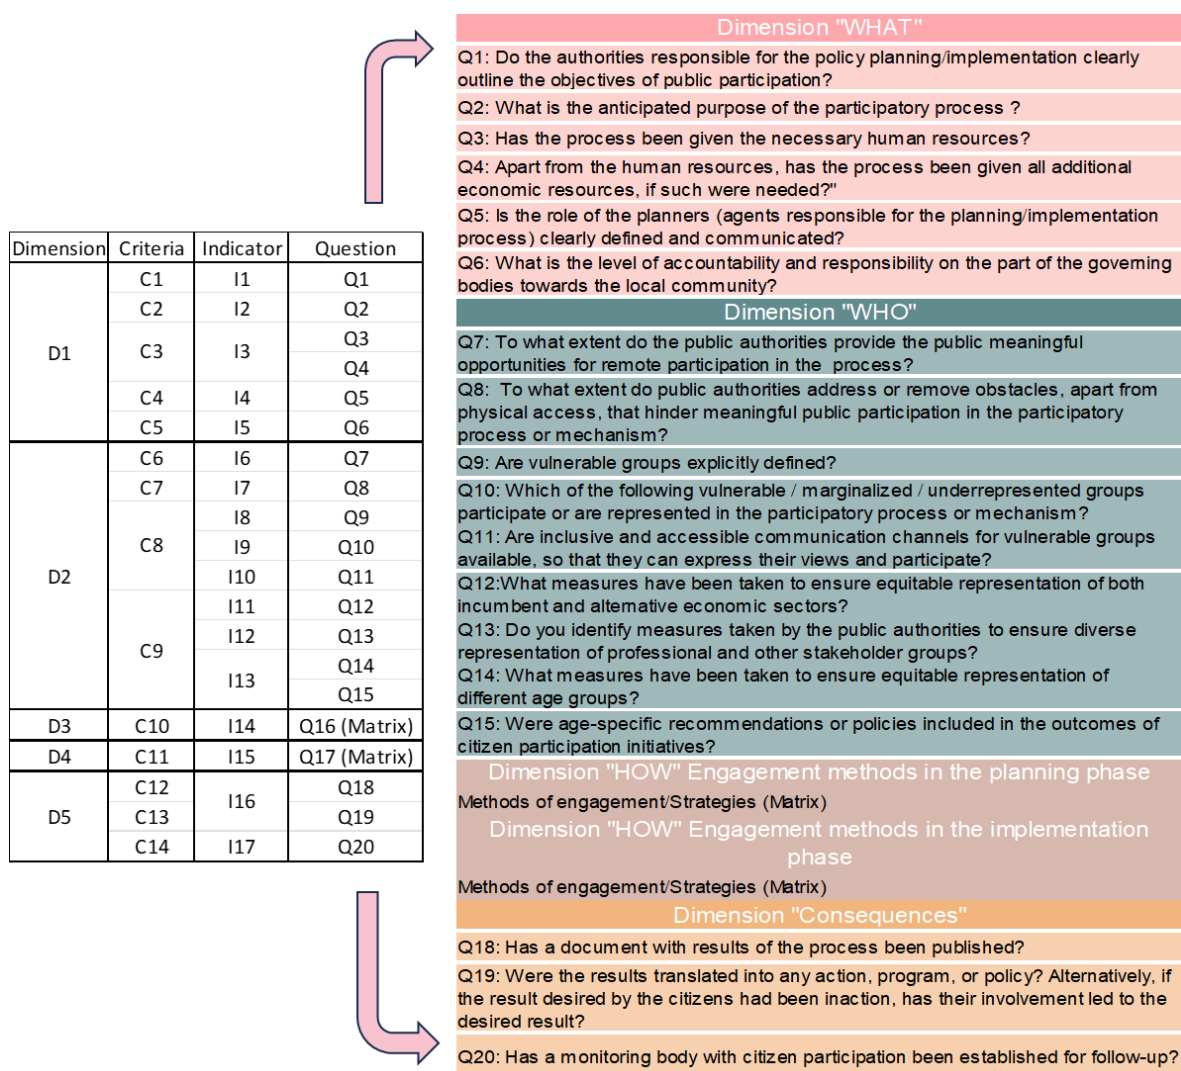 Dimension Criteria Indicator Question
D1 C1 I1 Q1
C2 I2 Q2
C3 I3 Q3
Q4
C4 I4 Q5
C5 I5 Q6
D2 C6 I6 Q7
C7 I7 Q8
C8 I8 Q9
I9 Q10
I10 Q11
C9 I11 Q12
I12 Q13
I13 Q14
Q15
D3 C10 I14 Q16 (Matrix)
D4 C11 I15 Q17 (Matrix)
D5 C12 I16 Q18
C13 Q19
C14 I17 Q20
Dimension "WHAT"
Q1: Do the authorities responsible for the policy planning/implementation clearly
outline the objectives of public participation?
Q2: What is the anticipated purpose of the participatory process ?
Q3: Has the process been given the necessary human resources?
Q4: Apart from the human resources, has the process been given all additional
economic resources, if such were needed?"
Q5: Is the role of the planners (agents responsible for the planning/implementation
process) clearly defined and communicated?
Q6: What is the level of accountability and responsibility on the part of the governing
bodies towards the local community?
Dimension "WHO"
Q7: To what extent do the public authorities provide the public meaningful
opportunities for remote participation in the  process?
Q8:  To what extent do public authorities address or remove obstacles, apart from
physical access, that hinder meaningful public participation in the participatory
process or mechanism?
Q9: Are vulnerable groups explicitly defined?
Q10: Which of the following vulnerable / marginalized / underrepresented groups
participate or are represented in the participatory process or mechanism?
Q11: Are inclusive and accessible communication channels for vulnerable groups
available, so that they can express their views and participate?
Q12:What measures have been taken to ensure equitable representation of both
incumbent and alternative economic sectors?
Q13: Do you identify measures taken by the public authorities to ensure diverse
representation of professional and other stakeholder groups?
Q14: What measures have been taken to ensure equitable representation of
different age groups?
Q15: Were age-specific recommendations or policies included in the outcomes of
citizen participation initiatives?
Dimension "HOW" Engagement methods in the planning phase
Methods of engagement/Strategies (Matrix)
Dimension "HOW" Engagement methods in the implementation
phase
Methods of engagement/Strategies (Matrix)
Dimension "Consequences"
Q18: Has a document with results of the process been published?
Q19: Were the results translated into any action, program, or policy? Alternatively, if
the result desired by the citizens had been inaction, has their involvement led to the
desired result?
Q20: Has a monitoring body with citizen participation been established for follow-up?